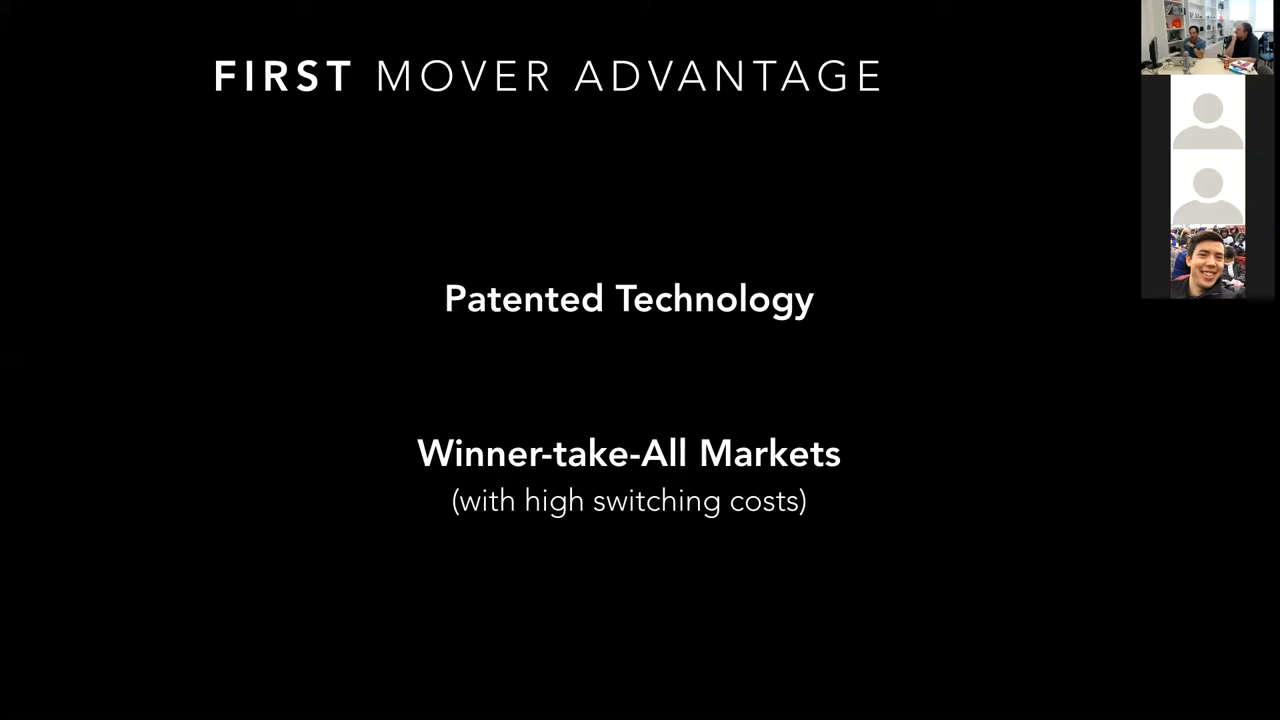 FIRST MOVER ADVANTAGE
Patented Technology
Winner-take-All Markets
(with high switching costs)